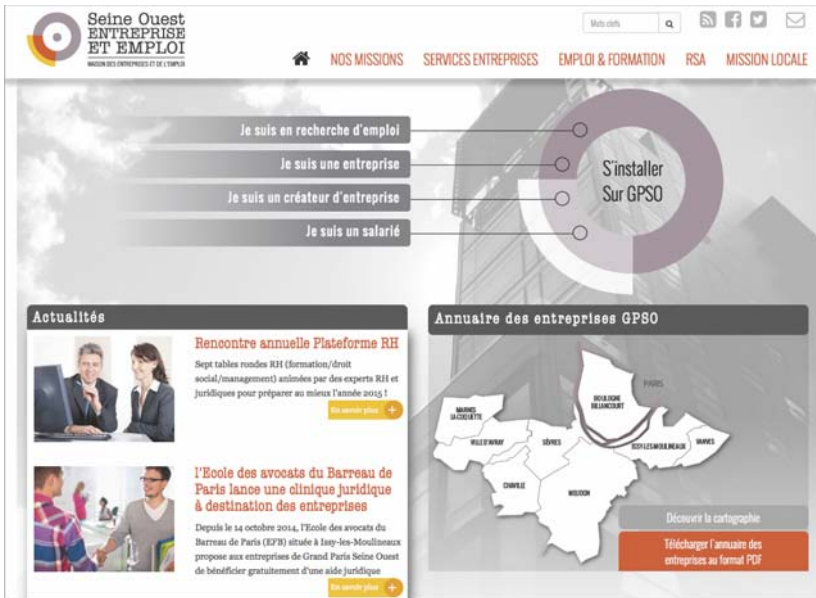 Seine Ouest
ENTREPRISE
ET EMPLOI
MAISON DES ENTREPRISES ET DE L'EMPLOI
Mots clefs
NOS MISSIONS SERVICES ENTREPRISES EMPLOI & FORMATION RSA MISSION LOCALE
Je suis en recherche d'emploi
Je suis une entreprise
Je suis un créateur d'entreprise
Je suis un salarié
S'installer
Sur GPSO
Actualités
Rencontre annuelle Plateforme RH
Sept tables rondes RH (formation/droit
social/management) animées par des experts RH et
juridiques pour préparer au mieux l'année 2015 !
En savoir plus +
l'Ecole des avocats du Barreau de
Paris lance une clinique juridique
à destination des entreprises
Depuis le 14 octobre 2014, l'Ecole des avocats du
Barreau de Paris (EFB) située à Issy-les-Moulineaux
propose aux entreprises de Grand Paris Seine Ouest
de bénéficier gratuitement d'une aide juridique
En savoir plus +
Annuaire des entreprises GPSO
PARIS
BOULOGNE
BILLANCOURT
MARNES
LA-COQUETTE
VILLE D'AVRAY
SÈVRES
ISSY-LES-MOULINEAUX
VANVES
CHAVILLE
MEUDON
Découvrir la cartographie
Télécharger l'annuaire des
entreprises au format PDF